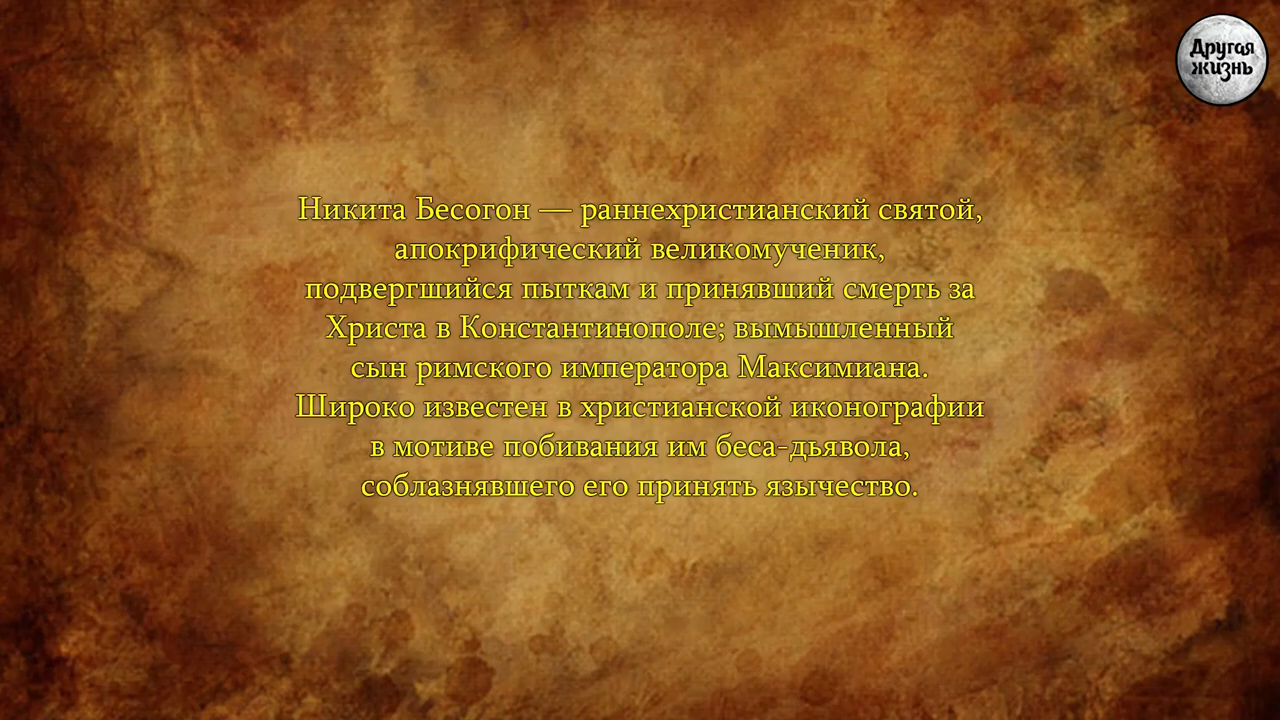 Другая
жизнь
Никита Бесогон — раннехристианский святой,
апокрифический великомученик,
подвергшийся пыткам и принявший смерть за
Христа в Константинополе; вымышленный
сын римского императора Максимиана.
Широко известен в христианской иконографии
в мотиве побивания им беса-дьявола,
соблазнявшего его принять язычество.